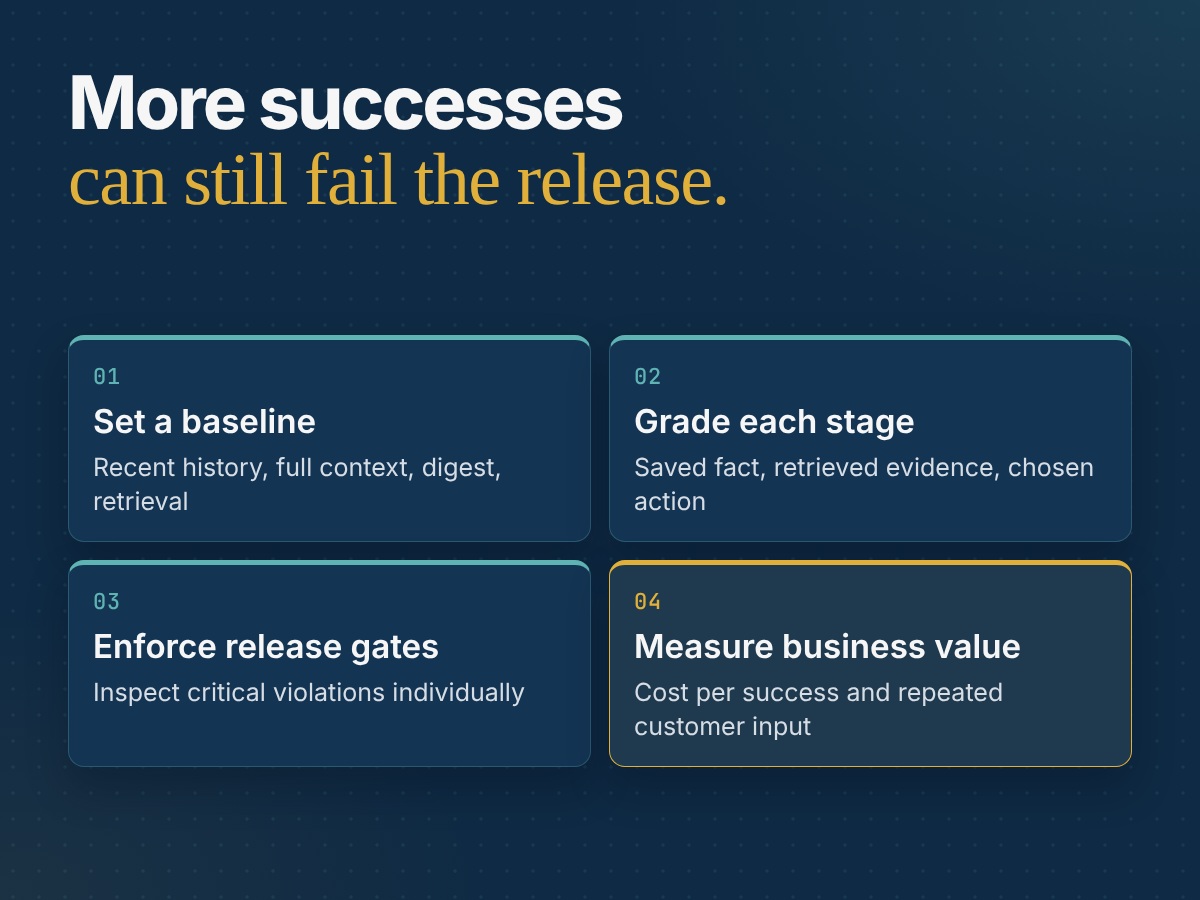 More successes
can still fail the release.
01
Set a baseline
Recent history, full context, digest,
retrieval
02
Grade each stage
Saved fact, retrieved evidence, chosen
action
03
Enforce release gates
Inspect critical violations individually
04
Measure business value
Cost per success and repeated
customer input